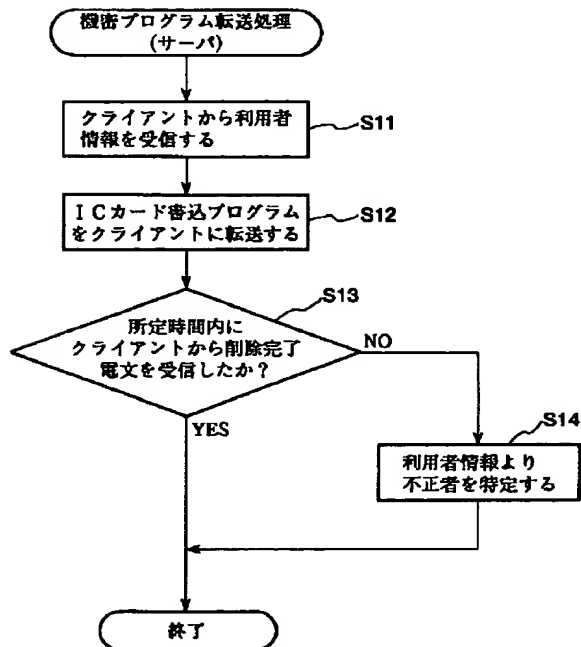 機密プログラム転送処理
(サーバ)
クライアントから利用者
情報を受信する
S11
ICカード書込プログラム
をクライアントに転送する
S12
S13
所定時間内に
クライアントから削除完了
電文を受信したか?
NO
YES
S14
利用者情報より
不正者を特定する
終了